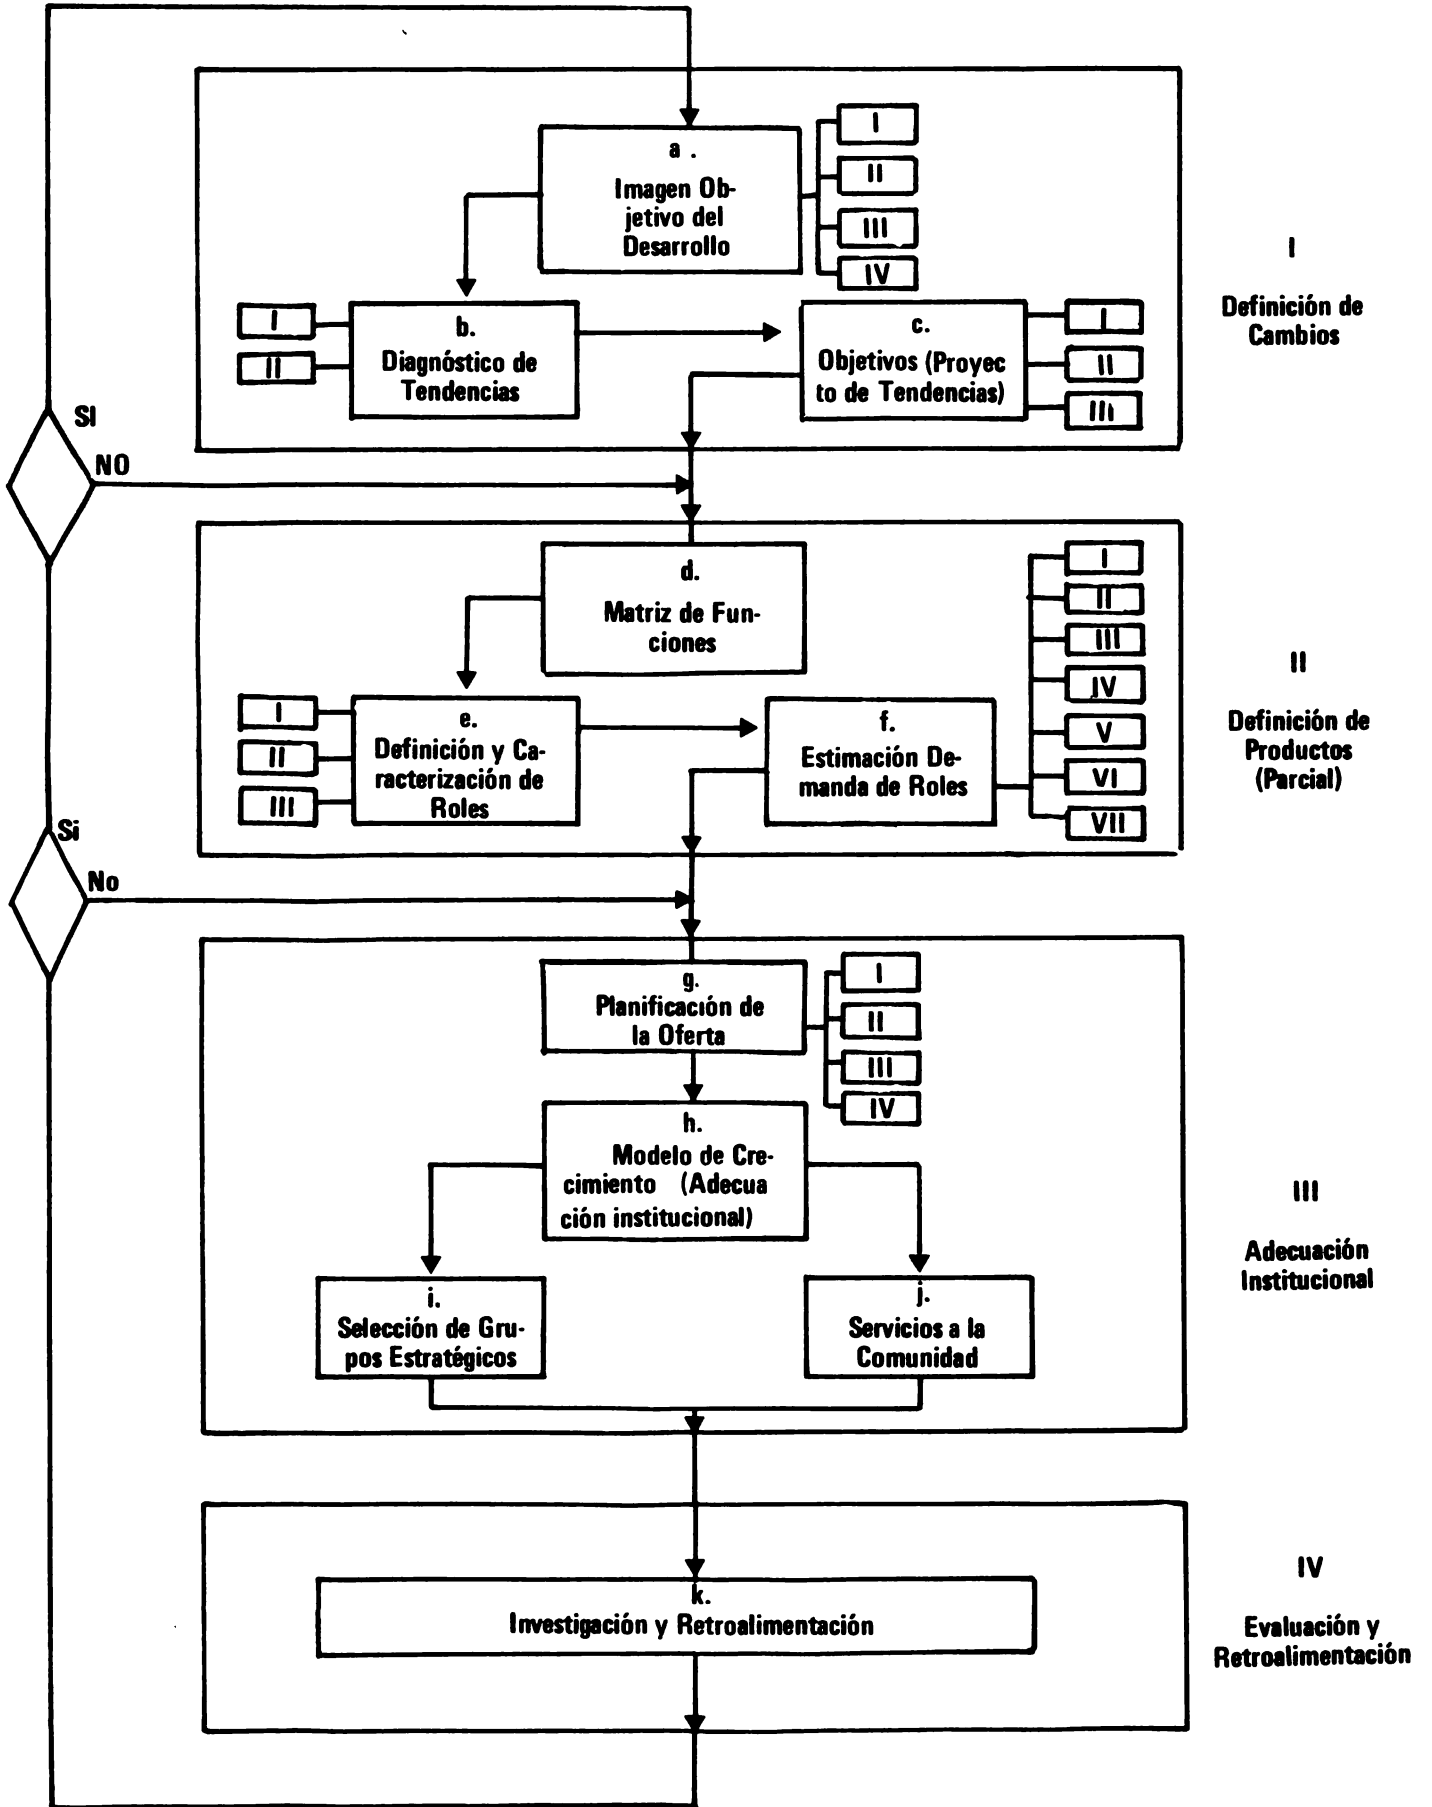 a .
Imagen Ob-
jetivo del
Desarrollo
I
II
III
IV
I
II
b.
Diagnóstico de
Tendencias
c.
Objetivos (Proyec
to de Tendencias)
I
II
III
I
Definición de
Cambios
SI
NO
d.
Matriz de Fun-
ciones
I
II
III
e.
Definición y Ca-
racterización de
Roles
f.
Estimación De-
manda de Roles
I
II
III
IV
V
VI
VII
II
Definición de
Productos
(Parcial)
Si
No
g.
Planificación de
la Oferta
I
II
III
IV
h.
Modelo de Cre-
cimiento (Adecua
ción institucional)
i.
Selección de Gru-
pos Estratégicos
j.
Servicios a la
Comunidad
III
Adecuación
Institucional
k.
Investigación y Retroalimentación
IV
Evaluación y
Retroalimentación